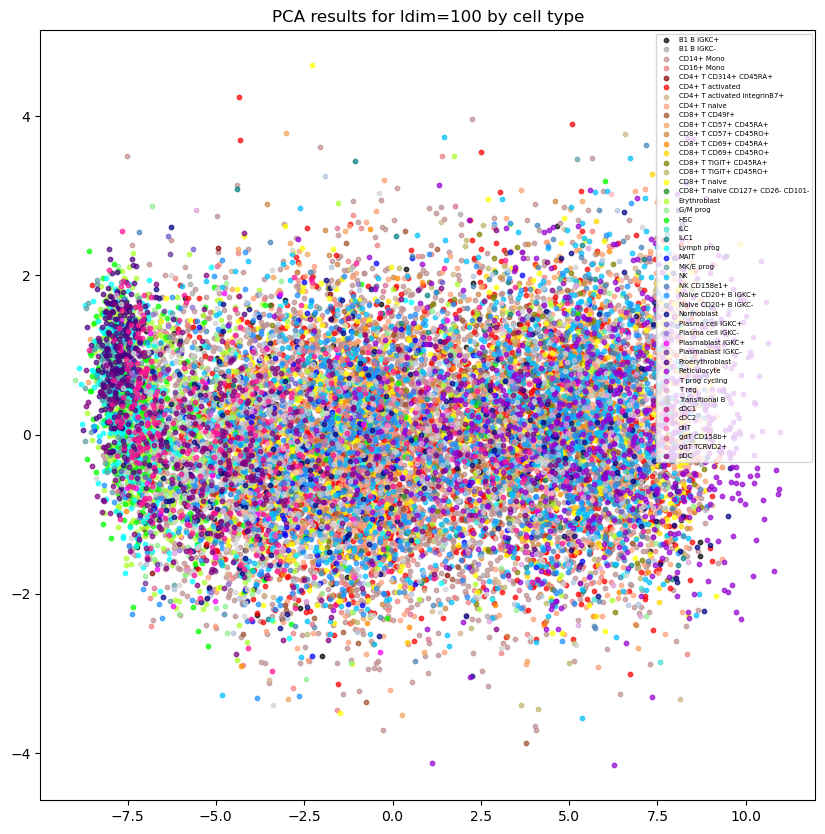 PCA results for ldim=100 by cell type
B1 B IGKC+
B1 B IGKC-
CD14+ Mono
CD16+ Mono
CD4+ T CD314+ CD45RA+
CD4+ T activated
CD4+ T activated integrinB7+
CD4+ T naive
CD8+ T CD49f+
CD8+ T CD57+ CD45RA+
CD8+ T CD57+ CD45RO+
CD8+ T CD69+ CD45RA+
CD8+ T CD69+ CD45RO+
CD8+ T TIGIT+ CD45RA+
CD8+ T TIGIT+ CD45RO+
CD8+ T naive
CD8+ T naive CD127+ CD26- CD101-
Erythroblast
G/M prog
HSC
ILC
ILC1
Lymph prog
MAIT
MK/E prog
NK
NK CD158e1+
Naive CD20+ B IGKC+
Naive CD20+ B IGKC-
Normoblast
Plasma cell IGKC+
Plasma cell IGKC-
Plasmablast IGKC+
Plasmablast IGKC-
Proerythroblast
Reticulocyte
T prog cycling
T reg
Transitional B
cDC1
cDC2
dnT
gdT CD158b+
gdT TCRVD2+
pDC
4
2
0
−2
−4
−7.5
−5.0
−2.5
0.0
2.5
5.0
7.5
10.0